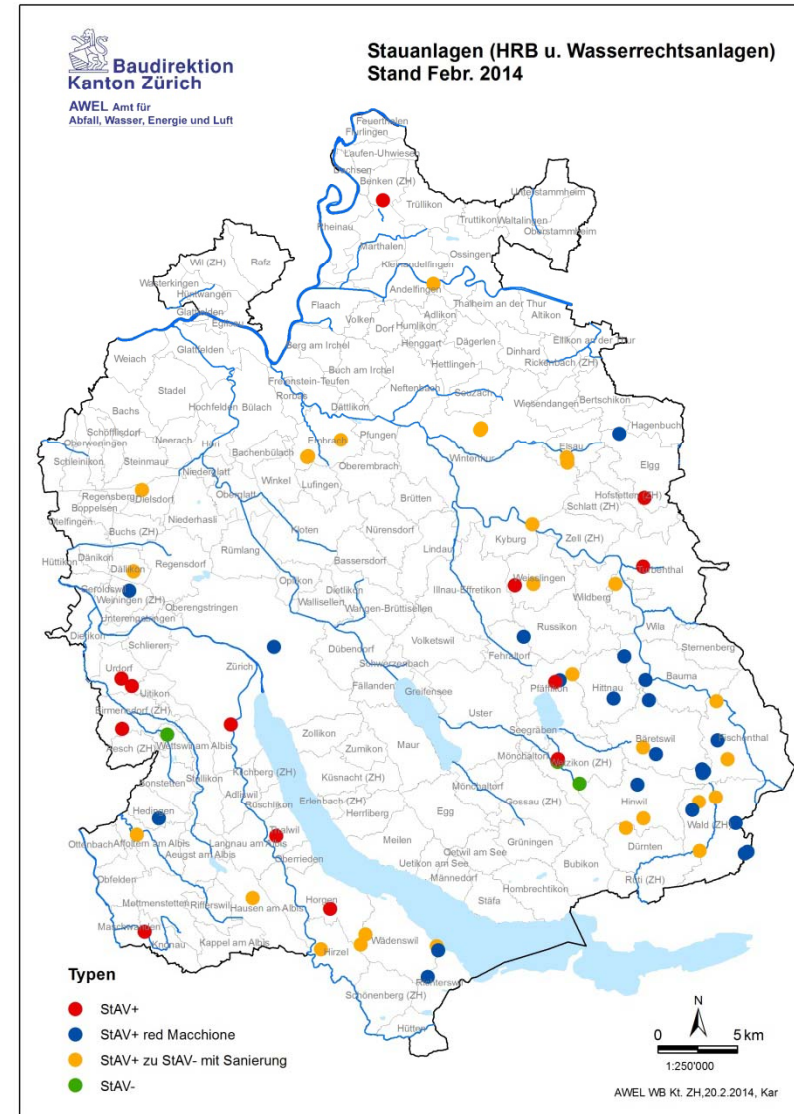 Baudirektion
Kanton Zürich
AWEL Amt für
Abfall, Wasser, Energie und Luft
Stauanlagen (HRB u. Wasserrechtsanlagen)
Stand Febr. 2014
Feuerthalen
Flurlingen
Laufen-Uhwiesen
Dachsen
Benken (ZH)
Unterstammheim
Trüllikon
Rheinau
Truttikon Waltalingen
Oberstammheim
Marthalen
Ossingen
Wil (ZH) Rafz
Kleinandelfingen
Wasterkingen
Andelfingen
Hüntwangen
Flaach
Thalheim an der Thur
Glattfelden
Volken
Adlikon
Altikon
Eglisau
Dorf
Humlikon
Berg am Irchel
Henggart
Dägerlen
Ellikon an der Thur
Weiach
Glattfelden
Dinhard
Hettlingen
Rickenbach (ZH)
Buch am Irchel
Stadel
Freienstein-Teufen
Neftenbach
Seuzach
Rorbas
Dättlikon
Wiesendangen
Bertschikon
Bachs
Hochfelden
Bülach
Hagenbuch
Schöfflisdorf
Oberweningen
Neerach
Höri
Embrach
Pfungen
Elsau
Bachenbülach
Winterthur
Schleinikon
Steinmaur
Oberembrach
Elgg
Niederglatt
Winkel
Lufingen
Regensberg
Dielsdorf
Oberglatt
Brütten
Hofstetten (ZH)
Boppelsen
Schlatt (ZH)
Otelfingen
Niederhasli
Buchs (ZH)
Kloten
Nürensdorf
Kyburg
Zell (ZH)
Rümlang
Lindau
Hüttikon
Dänikon
Regensdorf
Bassersdorf
Turbenthal
Dällikon
Opfikon
Weisslingen
Geroldswil
Dietlikon
Illnau-Effretikon
Wildberg
Weiningen (ZH)
Wallisellen
Oberengstringen
Wangen-Brüttisellen
Unterengstringen
Russikon
Wila
Dietikon
Volketswil
Schlieren
Dübendorf
Fehraltorf
Sternenberg
Zürich
Schwerzenbach
Urdorf
Bauma
Fällanden
Greifensee
Pfäffikon
Hittnau
Uitikon
Birmensdorf (ZH)
Uster
Seegräben
Zollikon
Bäretswil
Fischenthal
Aesch (ZH)
Wettswil am Albis
Maur
Zumikon
Mönchaltorf
Wetzikon (ZH)
Stallikon
Kilchberg (ZH)
Küsnacht (ZH)
Bonstetten
Adliswil
Mönchaltorf
Rüschlikon
Erlenbach (ZH)
Gossau (ZH)
Hinwil
Herrliberg
Egg
Hedingen
Thalwil
Wald (ZH)
Ottenbach
Affoltern am Albis
Langnau am Albis
Grüningen
Meilen
Dürnten
Aeugst am Albis
Oberrieden
Oetwil am See
Uetikon am See
Bubikon
Obfelden
Männedorf
Rüti (ZH)
Hombrechtikon
Mettmenstetten
Rifferswil
Horgen
Hausen am Albis
Stäfa
Maschwanden
Knonau
Kappel am Albis
Hirzel
Wädenswil
Richterswil
Schönenberg (ZH)
Hütten
Typen
StAV+
StAV+ red Macchione
StAV+ zu StAV- mit Sanierung
StAV-
N
0 5 km
1:250'000
AWEL WB Kt. ZH,20.2.2014, Kar